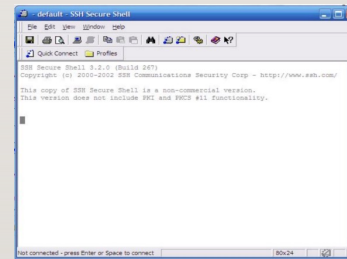 - default - SSH Secure Shell
File Edit View Window Help
Quick Connect Profiles
SSH Secure Shell 3.2.0 (Build 267)
Copyright (c) 2000-2002 SSH Communications Security Corp - http://www.ssh.com/
This copy of SSH Secure Shell is a non-commercial version.
This version does not include PKI and PKCS #11 functionality.
Not connected - press Enter or Space to connect
80x24